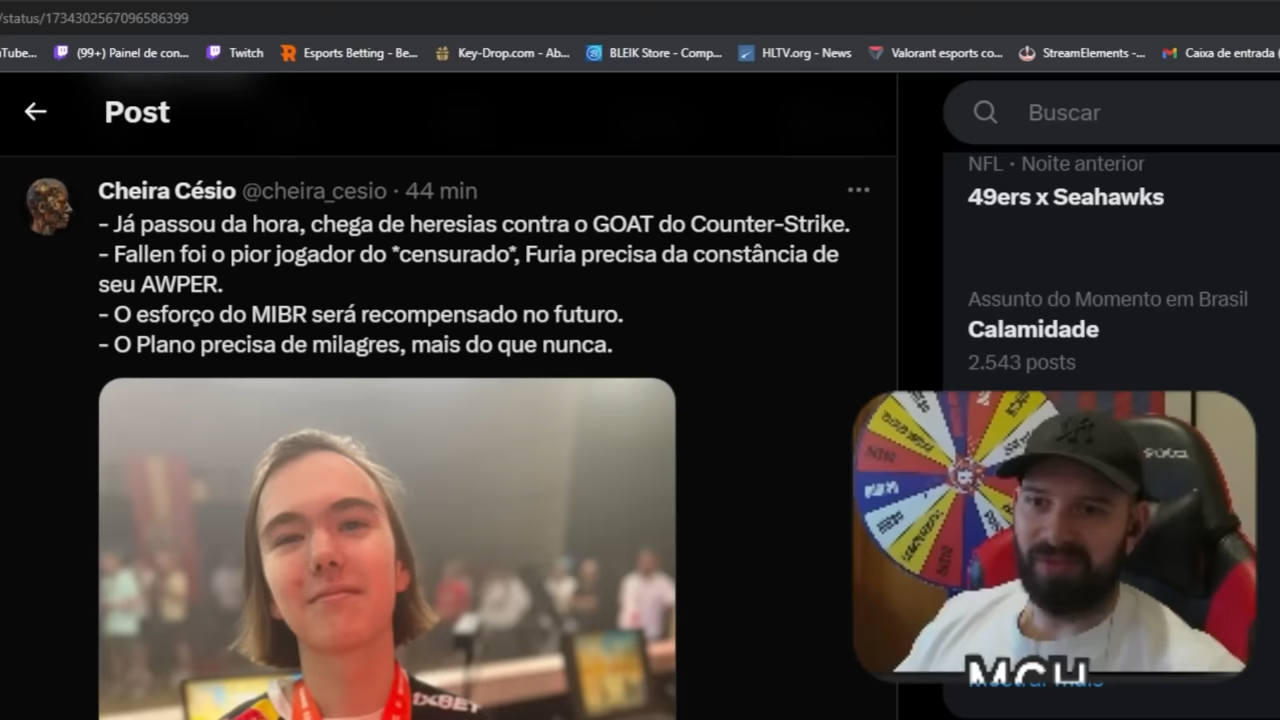 /status/1734302567096586399
Tube... (99+) Painel de con... Twitch Esports Betting - Be... Key-Drop.com - Ab... BLEIK Store - Comp... HLTV.org - News Valorant esports co... StreamElements -... Caixa de entrada
Post
Buscar
NFL · Noite anterior
49ers x Seahawks
Cheira Césio @cheira_cesio · 44 min
- Já passou da hora, chega de heresias contra o GOAT do Counter-Strike.
- Fallen foi o pior jogador do *censurado*, Furia precisa da constância de
seu AWPER.
- O esforço do MIBR será recompensado no futuro.
- O Plano precisa de milagres, mais do que nunca.
Assunto do Momento em Brasil
Calamidade
2.543 posts
1XBET
MCH
Mostrar mais